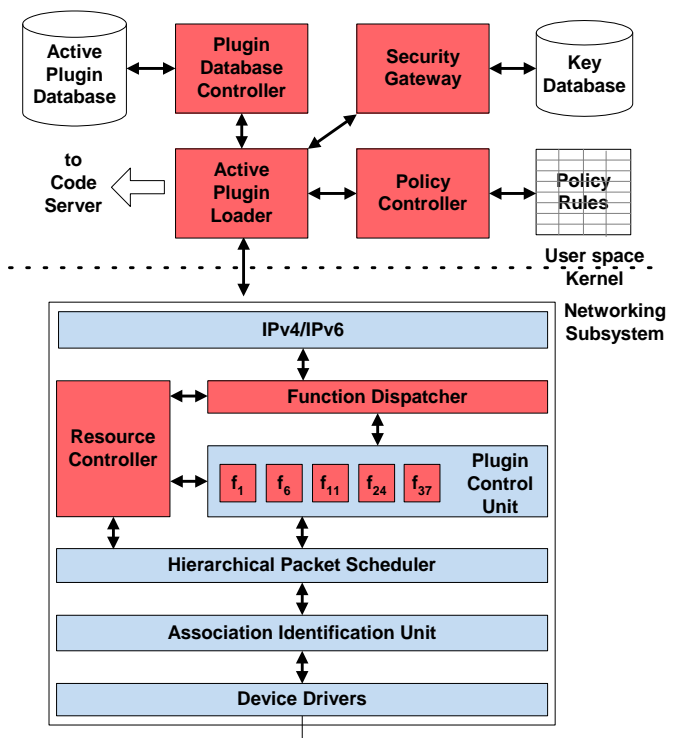 Active
Plugin
Database
Plugin
Database
Controller
Security
Gateway
Key
Database
to
Code
Server
Active
Plugin
Loader
Policy
Controller
Policy
Rules
User space
Kernel
Networking
Subsystem
IPv4/IPv6
Function Dispatcher
Resource
Controller
f1 f6 f11 f24 f37
Plugin
Control
Unit
Hierarchical Packet Scheduler
Association Identification Unit
Device Drivers